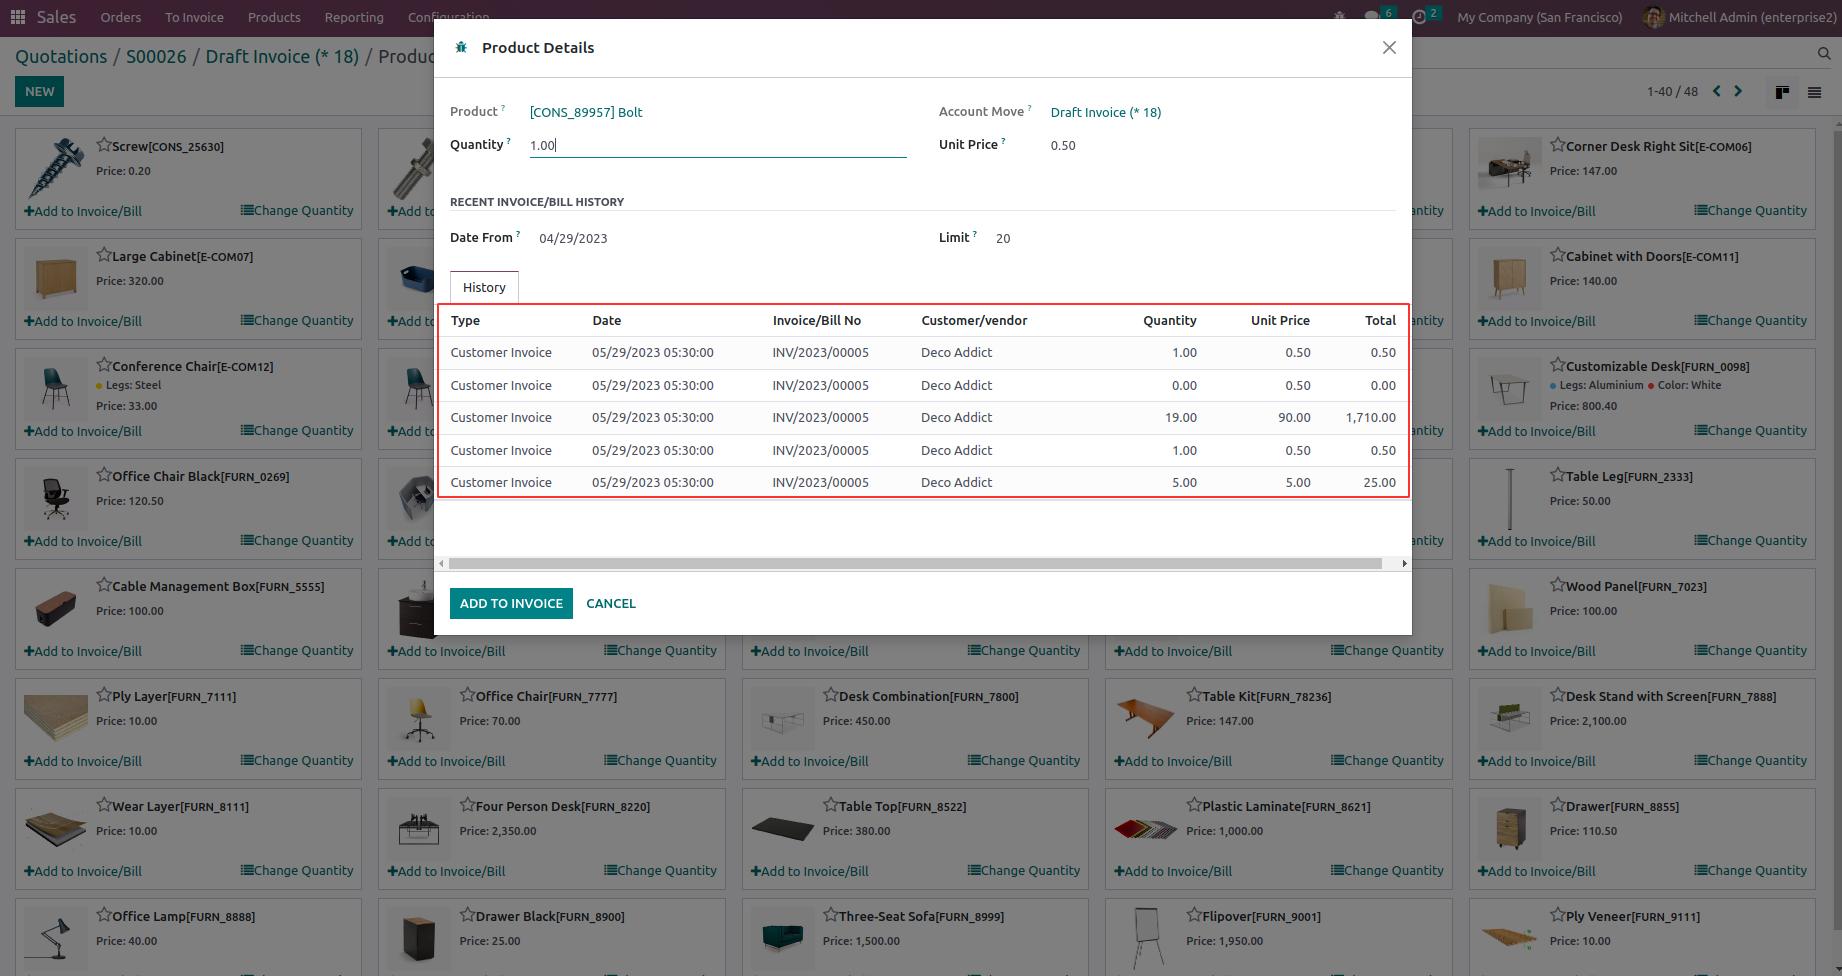 Sales Orders To Invoice Products Reporting Configuration 6 2 My Company (San Francisco) Mitchell Admin (enterprise2)
Quotations / S00026 / Draft Invoice (* 18) / Produc
NEW
1-40 / 48
Product Details
Product ? [CONS_89957] Bolt Account Move ? Draft Invoice (* 18)
Quantity ? 1.00 Unit Price ? 0.50
RECENT INVOICE/BILL HISTORY
Date From ? 04/29/2023 Limit ? 20
History
Type Date Invoice/Bill No Customer/vendor Quantity Unit Price Total
Customer Invoice 05/29/2023 05:30:00 INV/2023/00005 Deco Addict 1.00 0.50 0.50
Customer Invoice 05/29/2023 05:30:00 INV/2023/00005 Deco Addict 0.00 0.50 0.00
Customer Invoice 05/29/2023 05:30:00 INV/2023/00005 Deco Addict 19.00 90.00 1,710.00
Customer Invoice 05/29/2023 05:30:00 INV/2023/00005 Deco Addict 1.00 0.50 0.50
Customer Invoice 05/29/2023 05:30:00 INV/2023/00005 Deco Addict 5.00 5.00 25.00
ADD TO INVOICE CANCEL
Screw[CONS_25630] Corner Desk Right Sit[E-COM06]
Price: 0.20 Price: 147.00
+Add to Invoice/Bill Change Quantity +Add to antity +Add to Invoice/Bill Change Quantity
Large Cabinet[E-COM07] Cabinet with Doors[E-COM11]
Price: 320.00 Price: 140.00
+Add to Invoice/Bill Change Quantity +Add to antity +Add to Invoice/Bill Change Quantity
Conference Chair[E-COM12] Customizable Desk[FURN_0098]
Legs: Steel Legs: Aluminium Color: White
Price: 33.00 Price: 800.40
+Add to Invoice/Bill Change Quantity +Add to antity +Add to Invoice/Bill Change Quantity
Office Chair Black[FURN_0269] Table Leg[FURN_2333]
Price: 120.50 Price: 50.00
+Add to Invoice/Bill Change Quantity +Add to antity +Add to Invoice/Bill Change Quantity
Cable Management Box[FURN_5555] Wood Panel[FURN_7023]
Price: 100.00 Price: 100.00
+Add to Invoice/Bill Change Quantity +Add to Invoice/Bill Change Quantity +Add to Invoice/Bill Change Quantity +Add to Invoice/Bill Change Quantity +Add to Invoice/Bill Change Quantity
Ply Layer[FURN_7111] Office Chair[FURN_7777] Desk Combination[FURN_7800] Table Kit[FURN_78236] Desk Stand with Screen[FURN_7888]
Price: 10.00 Price: 70.00 Price: 450.00 Price: 147.00 Price: 2,100.00
+Add to Invoice/Bill Change Quantity +Add to Invoice/Bill Change Quantity +Add to Invoice/Bill Change Quantity +Add to Invoice/Bill Change Quantity +Add to Invoice/Bill Change Quantity
Wear Layer[FURN_8111] Four Person Desk[FURN_8220] Table Top[FURN_8522] Plastic Laminate[FURN_8621] Drawer[FURN_8855]
Price: 10.00 Price: 2,350.00 Price: 380.00 Price: 1,000.00 Price: 110.50
+Add to Invoice/Bill Change Quantity +Add to Invoice/Bill Change Quantity +Add to Invoice/Bill Change Quantity +Add to Invoice/Bill Change Quantity +Add to Invoice/Bill Change Quantity
Office Lamp[FURN_8888] Drawer Black[FURN_8900] Three-Seat Sofa[FURN_8999] Flipover[FURN_9001] Ply Veneer[FURN_9111]
Price: 40.00 Price: 25.00 Price: 1,500.00 Price: 1,950.00 Price: 10.00